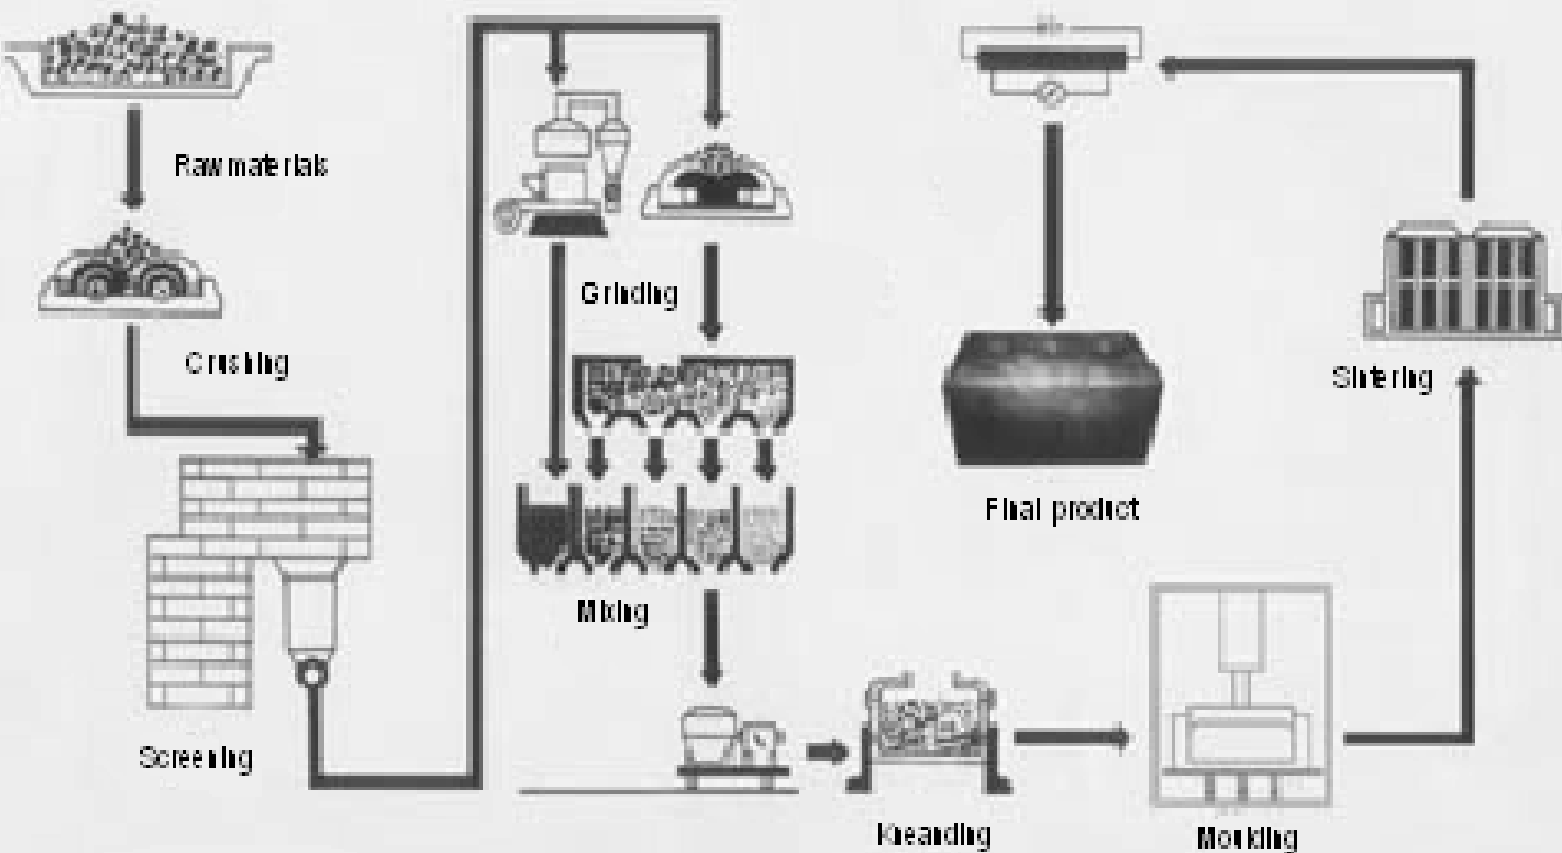 Raw materials
Crushing
Screening
Grinding
Mixing
Kneanding
Moulding
Sintering
Final product